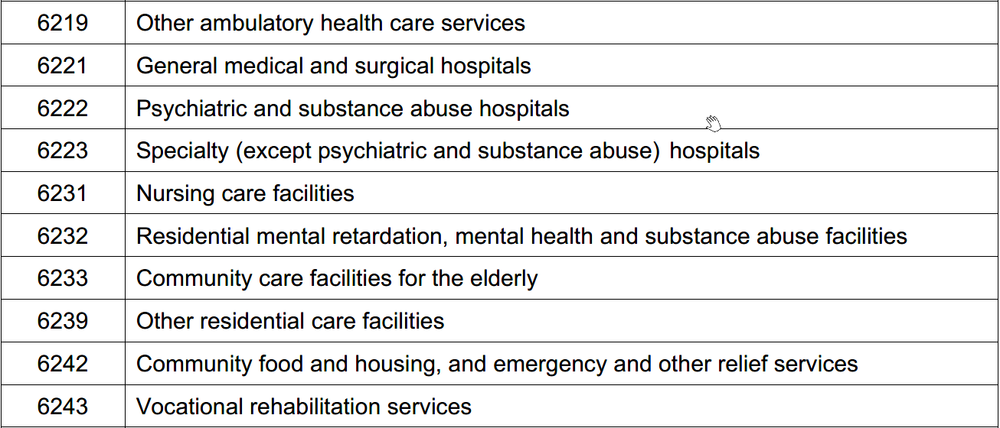 6219 Other ambulatory health care services
6221 General medical and surgical hospitals
6222 Psychiatric and substance abuse hospitals
6223 Specialty (except psychiatric and substance abuse) hospitals
6231 Nursing care facilities
6232 Residential mental retardation, mental health and substance abuse facilities
6233 Community care facilities for the elderly
6239 Other residential care facilities
6242 Community food and housing, and emergency and other relief services
6243 Vocational rehabilitation services